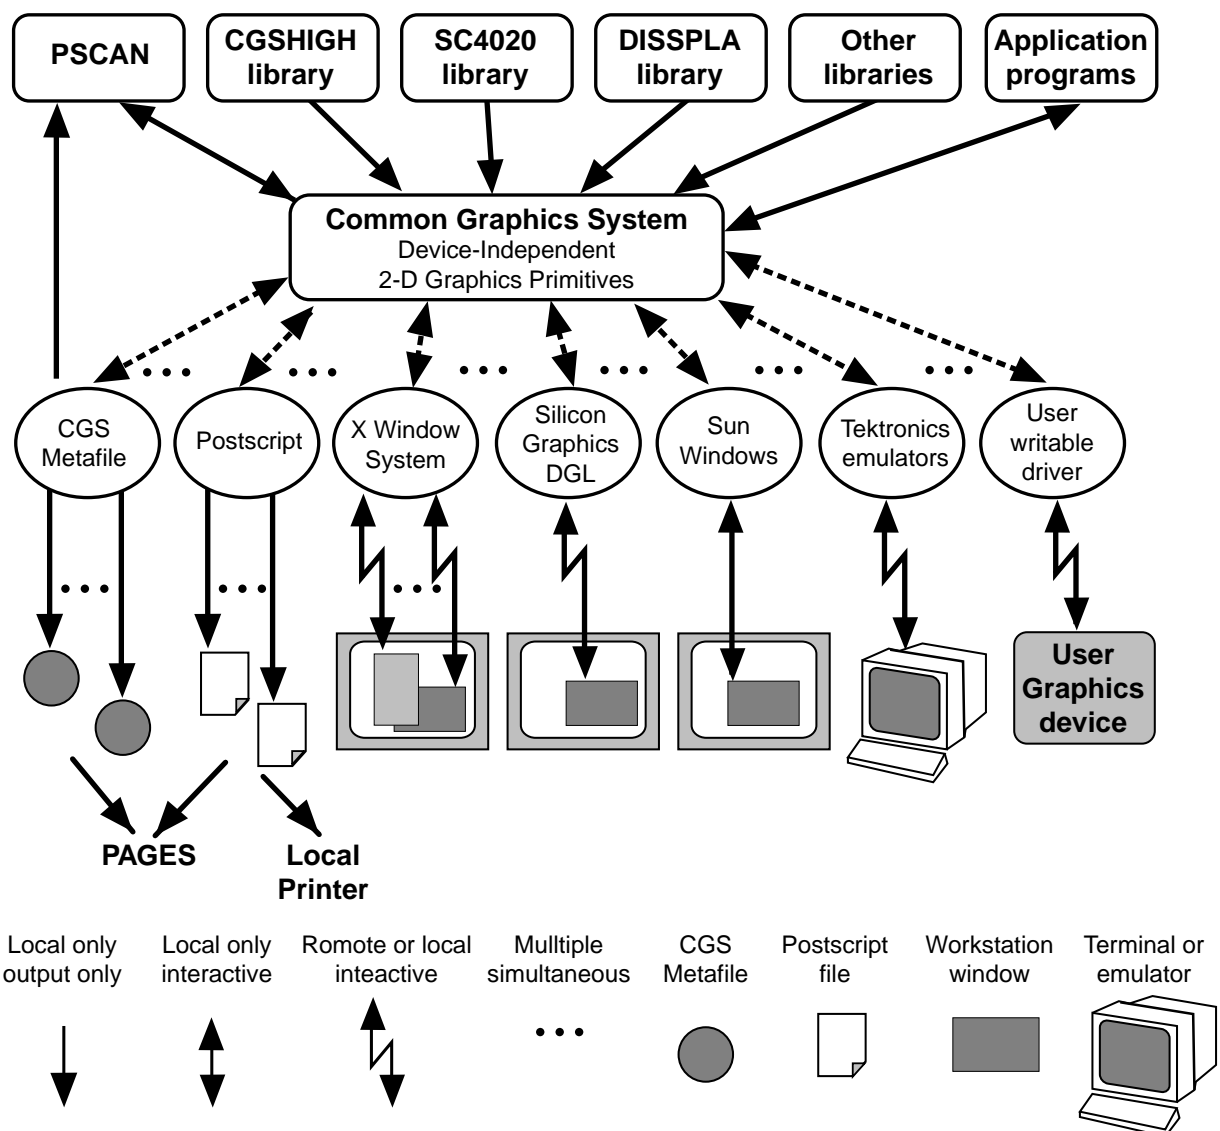 PSCAN
CGSHIGH
library
SC4020
library
DISSPLA
library
Other
libraries
Application
programs
Common Graphics System
Device-Independent
2-D Graphics Primitives
CGS
Metafile
Postscript
X Window
System
Silicon
Graphics
DGL
Sun
Windows
Tektronics
emulators
User
writable
driver
User
Graphics
device
PAGES
Local
Printer
Local only
output only
Local only
interactive
Romote or local
inteactive
Mulltiple
simultaneous
CGS
Metafile
Postscript
file
Workstation
window
Terminal or
emulator